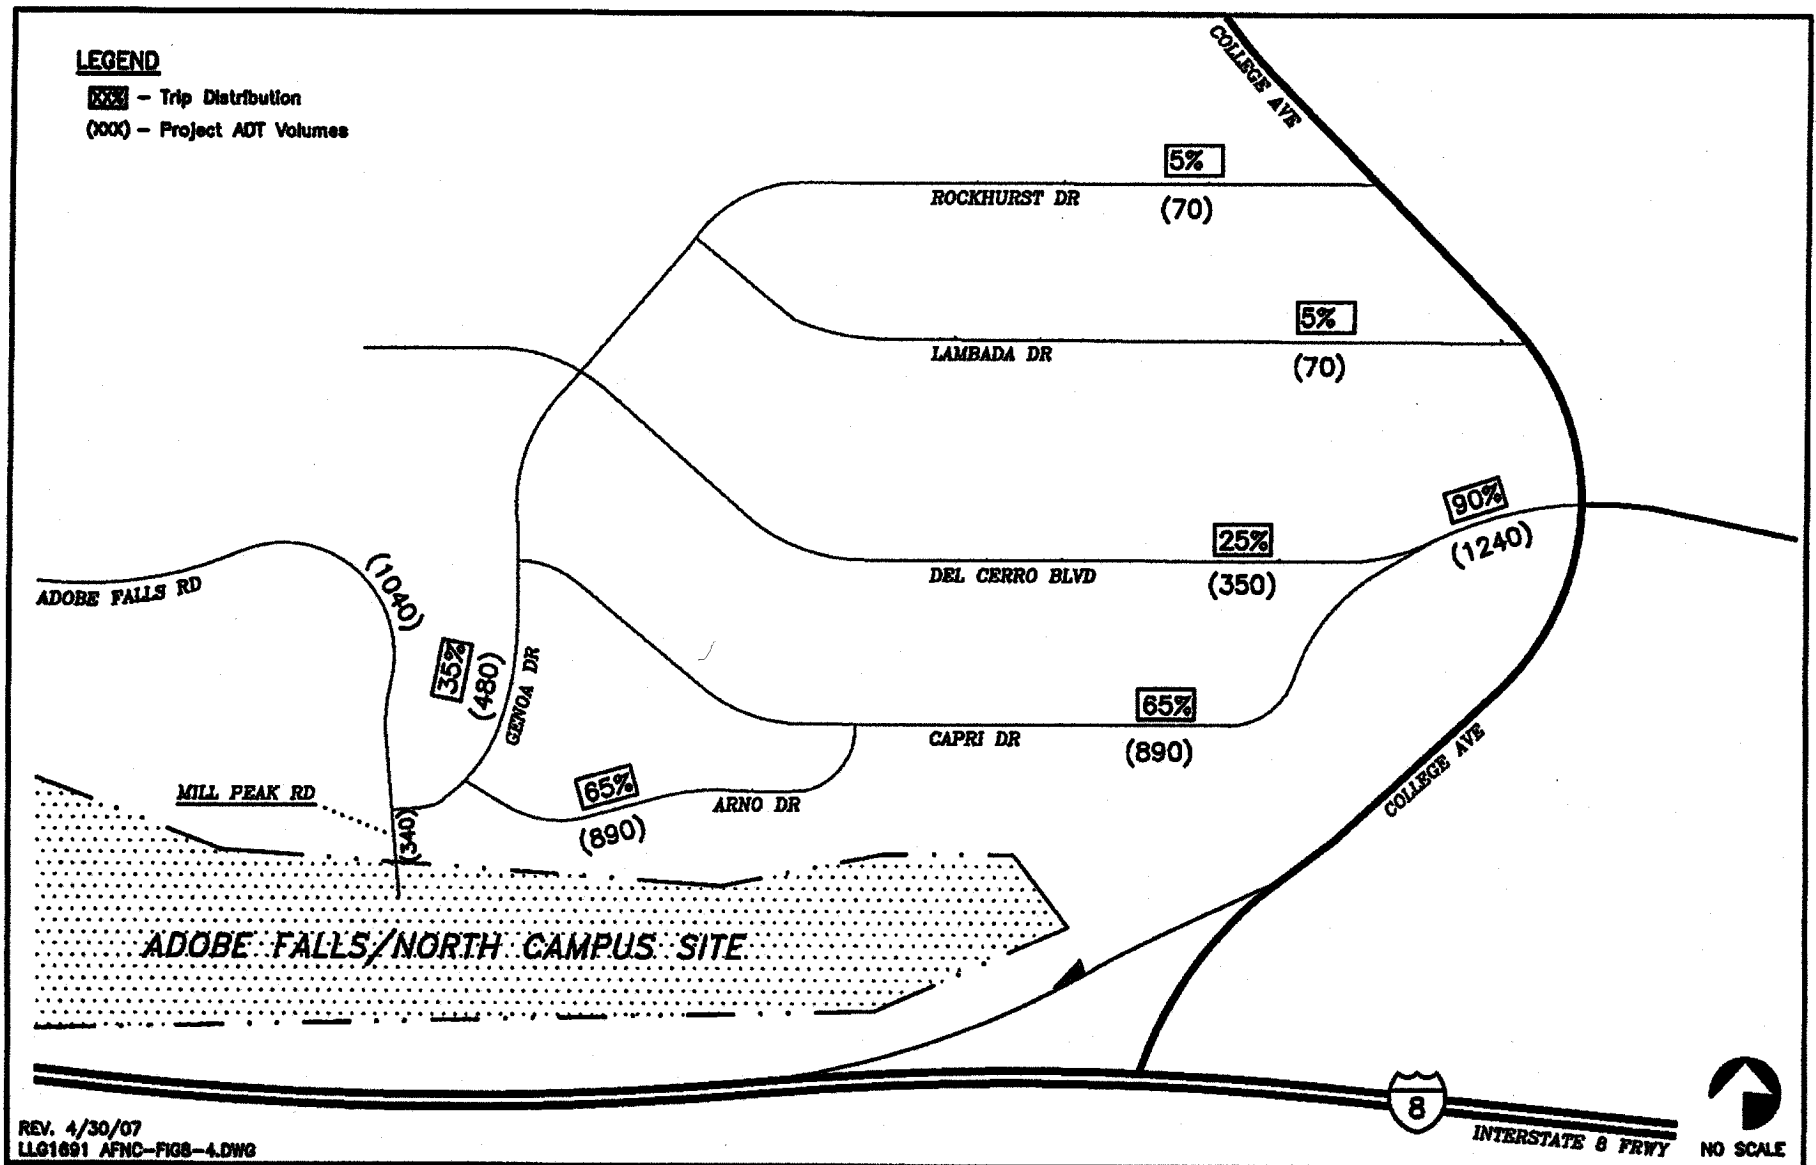 LEGEND
XXX% – Trip Distribution
(XXX) – Project ADT Volumes
COLLEGE AVE
5%
ROCKHURST DR
(70)
5%
LAMBADA DR
(70)
90%
(1240)
25%
DEL CERRO BLVD
(350)
ADOBE FALLS RD
(1040)
35%
(480)
GENOA DR
65%
CAPRI DR
(890)
COLLEGE AVE
MILL PEAK RD
(340)
65%
ARNO DR
(890)
ADOBE FALLS/NORTH CAMPUS SITE
8
INTERSTATE 8 FRWY
NO SCALE
REV. 4/30/07
LLG1691 AFNC-FIG8-4.DWG